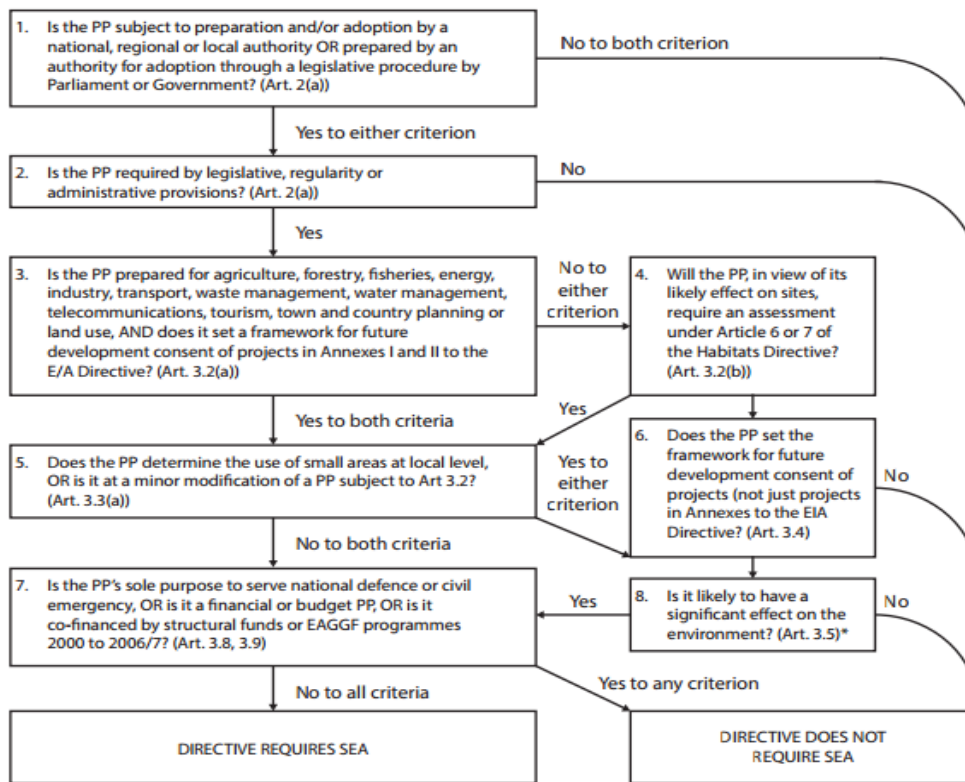 1. Is the PP subject to preparation and/or adoption by a
national, regional or local authority OR prepared by an
authority for adoption through a legislative procedure by
Parliament or Government? (Art. 2(a))
No to both criterion
Yes to either criterion
2. Is the PP required by legislative, regularity or
administrative provisions? (Art. 2(a))
No
Yes
3. Is the PP prepared for agriculture, forestry, fisheries, energy,
industry, transport, waste management, water management,
telecommunications, tourism, town and country planning or
land use, AND does it set a framework for future
development consent of projects in Annexes I and II to the
E/A Directive? (Art. 3.2(a))
No to
either
criterion
4. Will the PP, in view of its
likely effect on sites,
require an assessment
under Article 6 or 7 of
the Habitats Directive?
(Art. 3.2(b))
Yes to both criteria
Yes
5. Does the PP determine the use of small areas at local level,
OR is it at a minor modification of a PP subject to Art 3.2?
(Art. 3.3(a))
Yes to
either
criterion
6. Does the PP set the
framework for future
development consent of
projects (not just projects
in Annexes to the EIA
Directive? (Art. 3.4)
No
No to both criteria
7. Is the PP's sole purpose to serve national defence or civil
emergency, OR is it a financial or budget PP, OR is it
co-financed by structural funds or EAGGF programmes
2000 to 2006/7? (Art. 3.8, 3.9)
Yes
8. Is it likely to have a
significant effect on the
environment? (Art. 3.5)*
No
No to all criteria
Yes to any criterion
DIRECTIVE REQUIRES SEA
DIRECTIVE DOES NOT
REQUIRE SEA